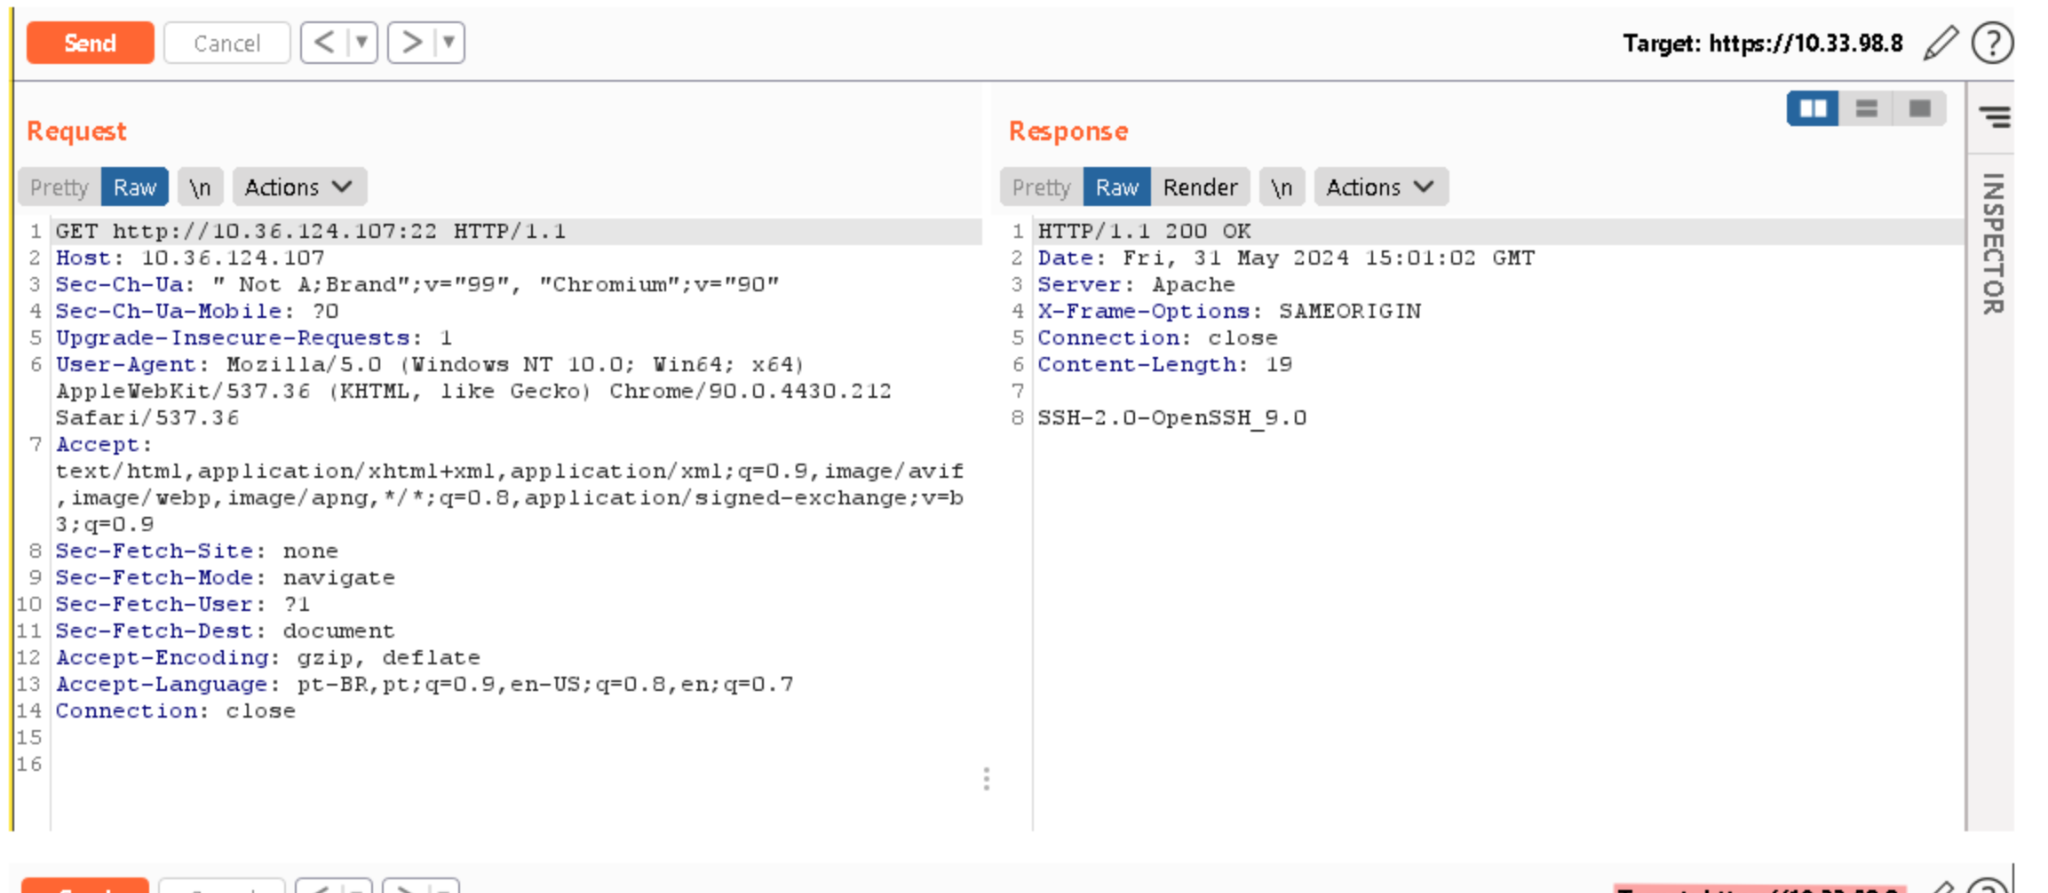 Send Cancel < > Target: https://10.33.98.8 ?
Request
Response
Pretty Raw \n Actions
Pretty Raw Render \n Actions
INSPECTOR
1 GET http://10.36.124.107:22 HTTP/1.1
2 Host: 10.36.124.107
3 Sec-Ch-Ua: " Not A;Brand";v="99", "Chromium";v="90"
4 Sec-Ch-Ua-Mobile: ?0
5 Upgrade-Insecure-Requests: 1
6 User-Agent: Mozilla/5.0 (Windows NT 10.0; Win64; x64)
AppleWebKit/537.36 (KHTML, like Gecko) Chrome/90.0.4430.212
Safari/537.36
7 Accept:
text/html,application/xhtml+xml,application/xml;q=0.9,image/avif
,image/webp,image/apng,*/*;q=0.8,application/signed-exchange;v=b
3;q=0.9
8 Sec-Fetch-Site: none
9 Sec-Fetch-Mode: navigate
10 Sec-Fetch-User: ?1
11 Sec-Fetch-Dest: document
12 Accept-Encoding: gzip, deflate
13 Accept-Language: pt-BR,pt;q=0.9,en-US;q=0.8,en;q=0.7
14 Connection: close
15
16
1 HTTP/1.1 200 OK
2 Date: Fri, 31 May 2024 15:01:02 GMT
3 Server: Apache
4 X-Frame-Options: SAMEORIGIN
5 Connection: close
6 Content-Length: 19
7
8 SSH-2.0-OpenSSH_9.0